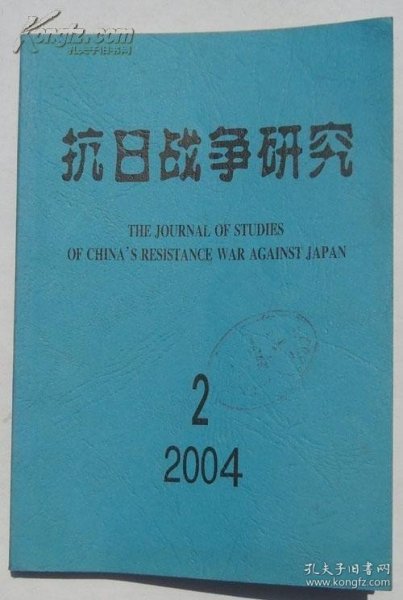 Kongfz.com
孔夫子旧书网
抗日战争研究
THE JOURNAL OF STUDIES
OF CHINA'S RESISTANCE WAR AGAINST JAPAN
2
2004
孔夫子旧书网
www.kongfz.com